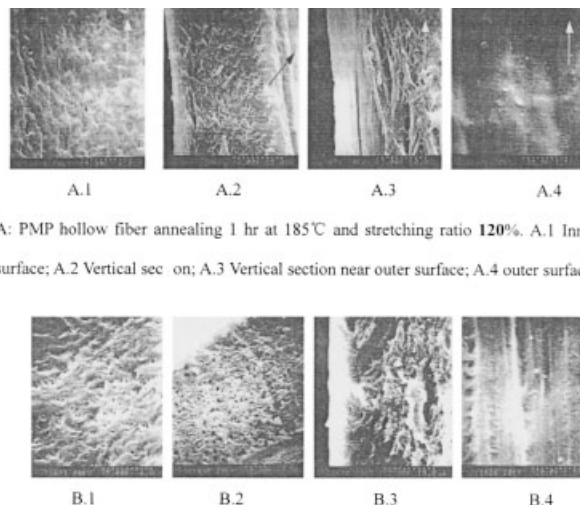 A.1 A.2 A.3 A.4
A: PMP hollow fiber annealing 1 hr at 185℃ and stretching ratio 120%. A.1 Inn
surface; A.2 Vertical sec on; A.3 Vertical section near outer surface; A.4 outer surfac
B.1 B.2 B.3 B.4